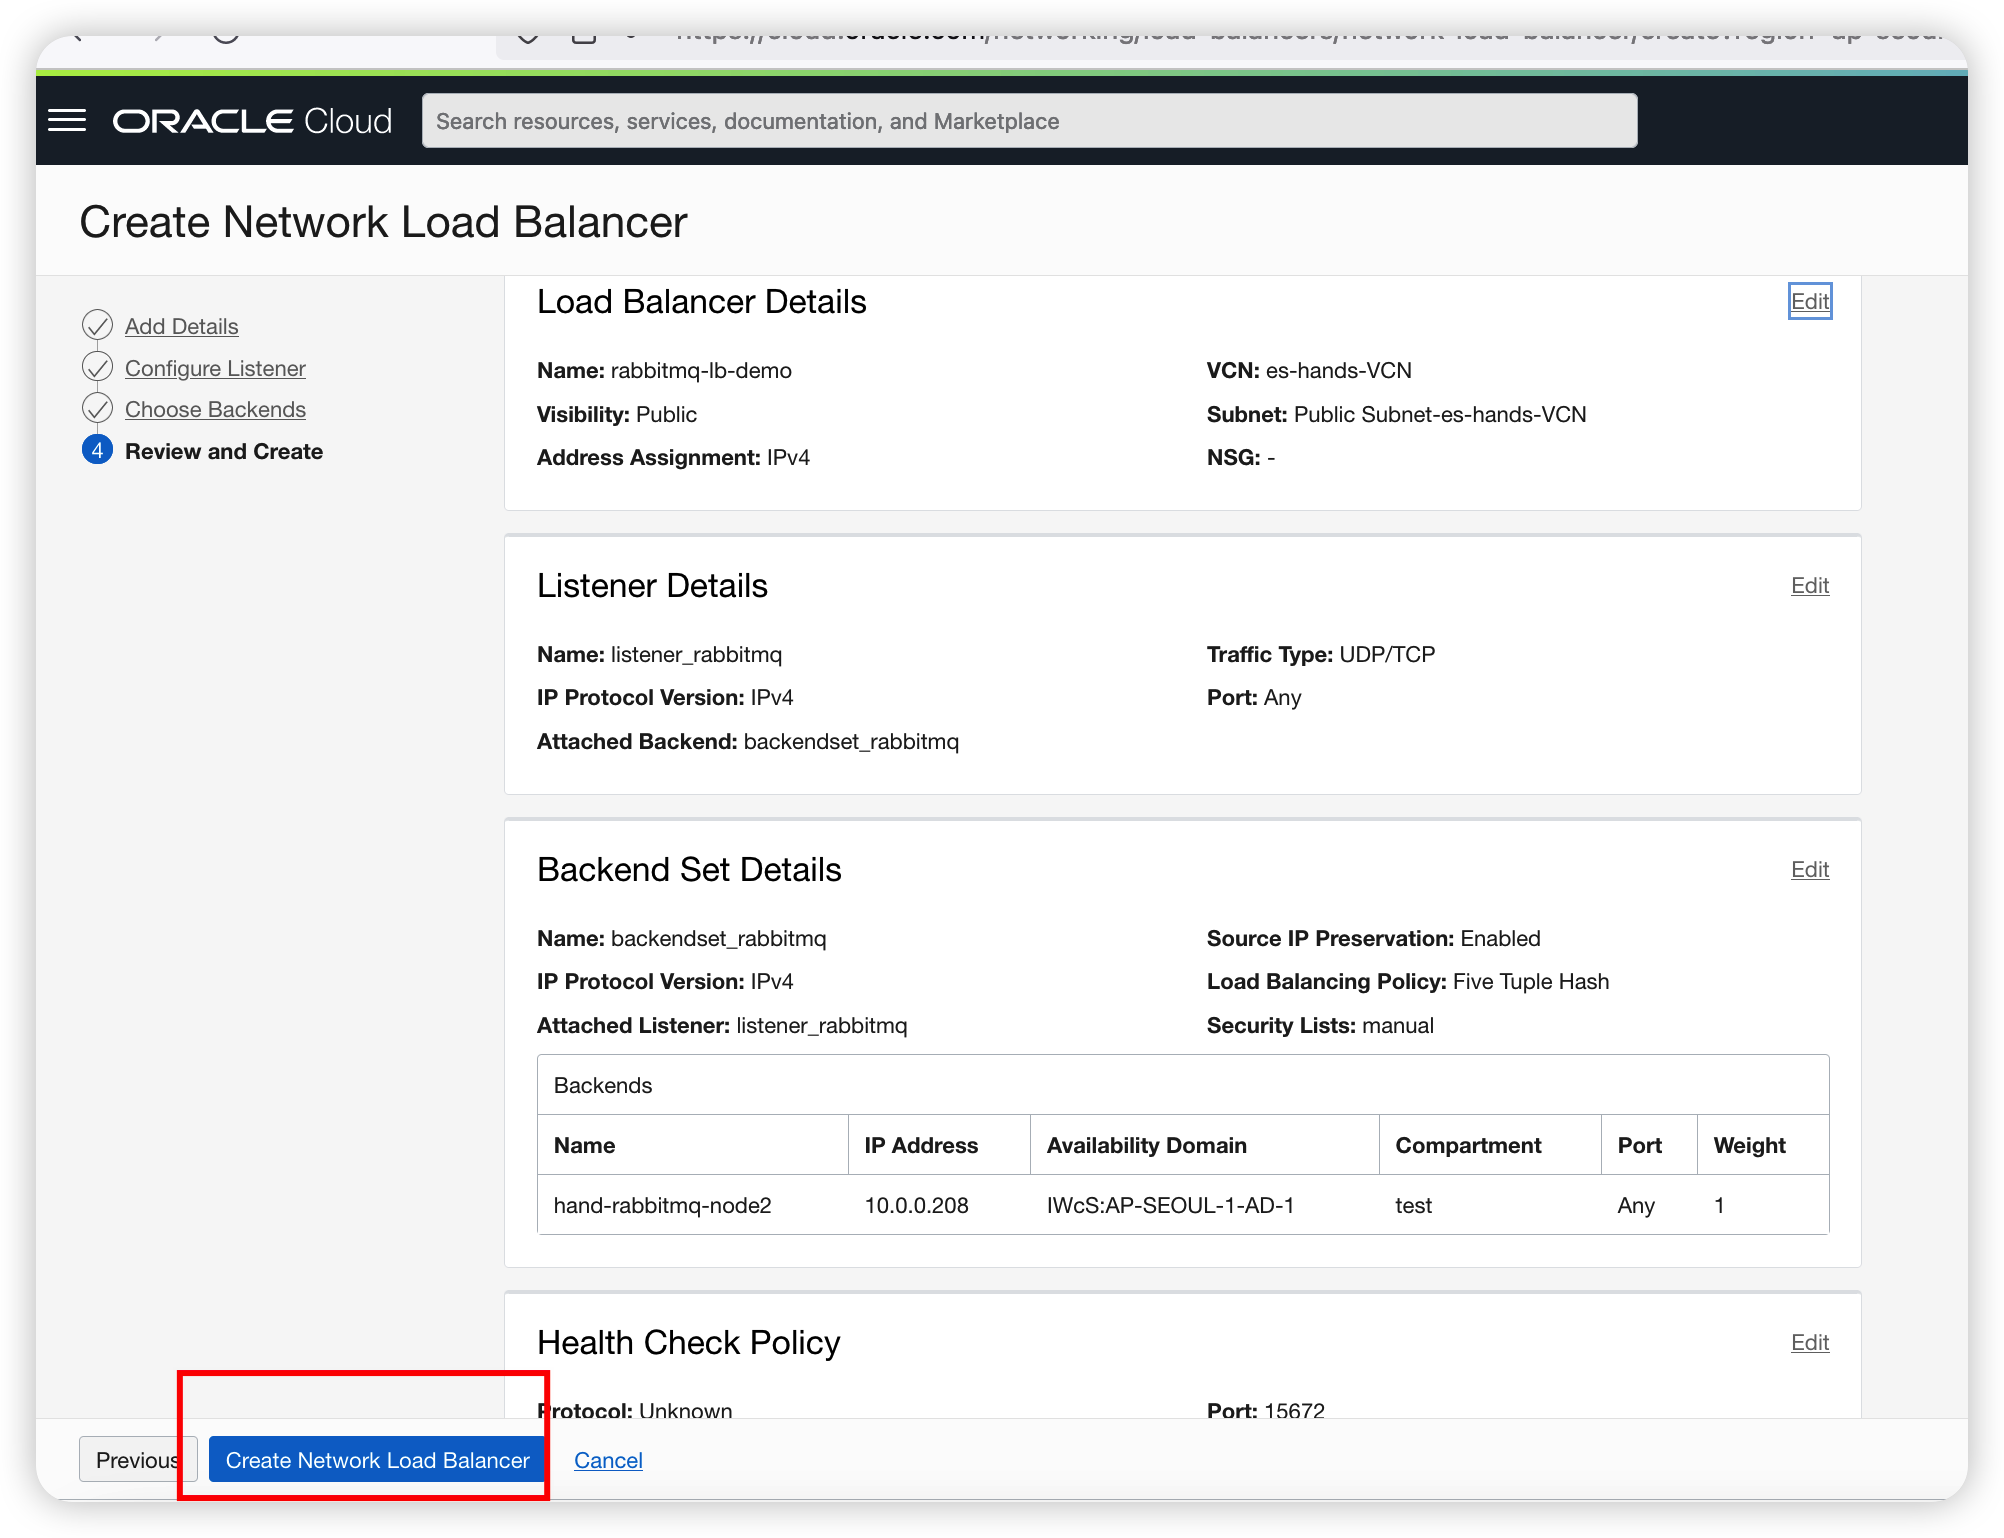 ORACLE Cloud
Search resources, services, documentation, and Marketplace
Create Network Load Balancer
Add Details
Configure Listener
Choose Backends
4 Review and Create
Load Balancer Details
Edit
Name: rabbitmq-lb-demo
VCN: es-hands-VCN
Visibility: Public
Subnet: Public Subnet-es-hands-VCN
Address Assignment: IPv4
NSG: -
Listener Details
Edit
Name: listener_rabbitmq
Traffic Type: UDP/TCP
IP Protocol Version: IPv4
Port: Any
Attached Backend: backendset_rabbitmq
Backend Set Details
Edit
Name: backendset_rabbitmq
Source IP Preservation: Enabled
IP Protocol Version: IPv4
Load Balancing Policy: Five Tuple Hash
Attached Listener: listener_rabbitmq
Security Lists: manual
Backends
Name IP Address Availability Domain Compartment Port Weight
hand-rabbitmq-node2 10.0.0.208 IWcS:AP-SEOUL-1-AD-1 test Any 1
Health Check Policy
Edit
Protocol: Unknown
Port: 15672
Previous
Create Network Load Balancer
Cancel